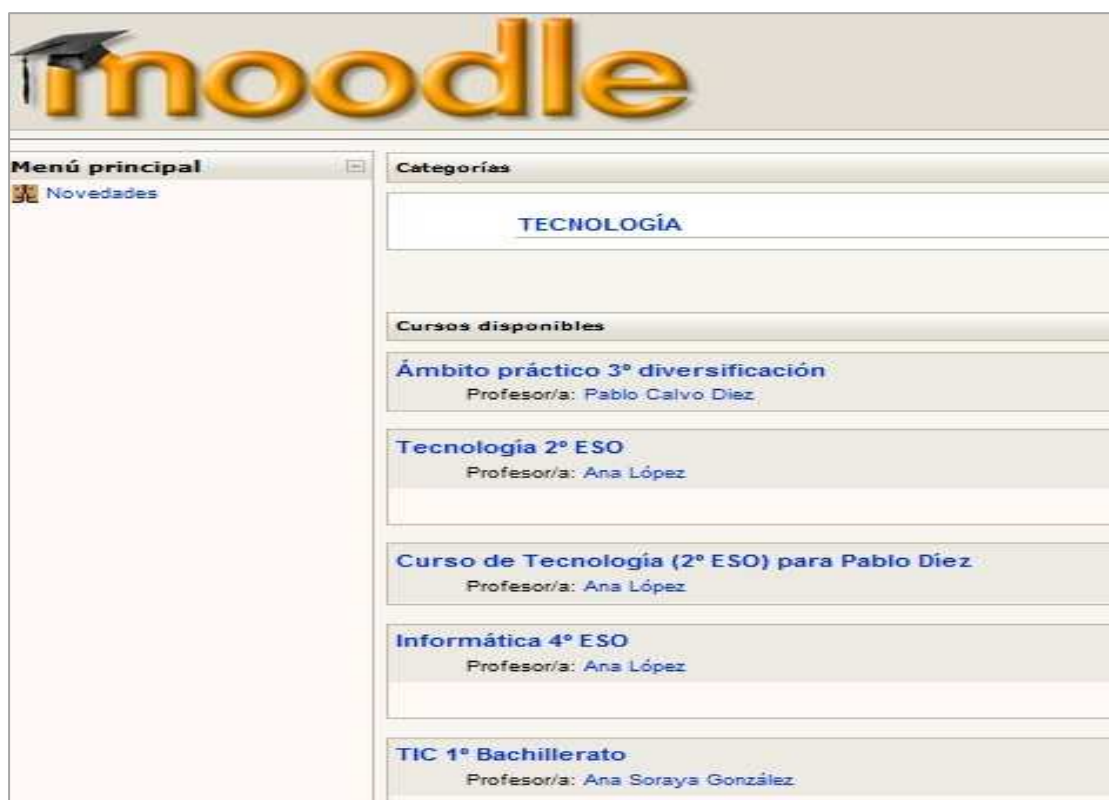 moodle
Menú principal
Novedades
Categorías
TECNOLOGÍA
Cursos disponibles
Ámbito práctico 3º diversificación
Profesor/a: Pablo Calvo Diez
Tecnología 2º ESO
Profesor/a: Ana López
Curso de Tecnología (2º ESO) para Pablo Díez
Profesor/a: Ana López
Informática 4º ESO
Profesor/a: Ana López
TIC 1º Bachillerato
Profesor/a: Ana Soraya González